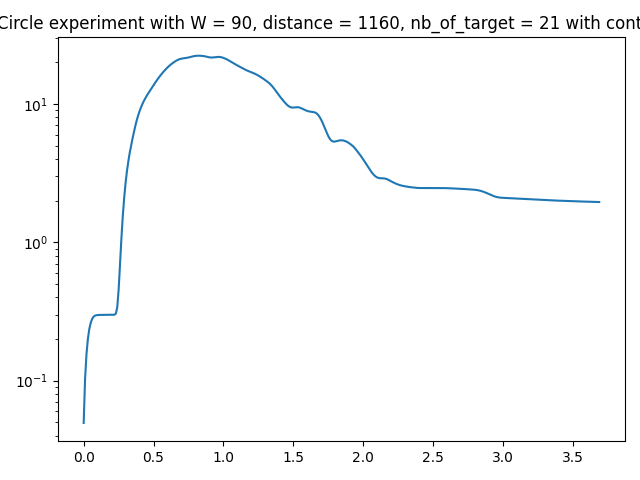 Circle experiment with W = 90, distance = 1160, nb_of_target = 21 with cont
10¹
10⁰
10⁻¹
0.0 0.5 1.0 1.5 2.0 2.5 3.0 3.5